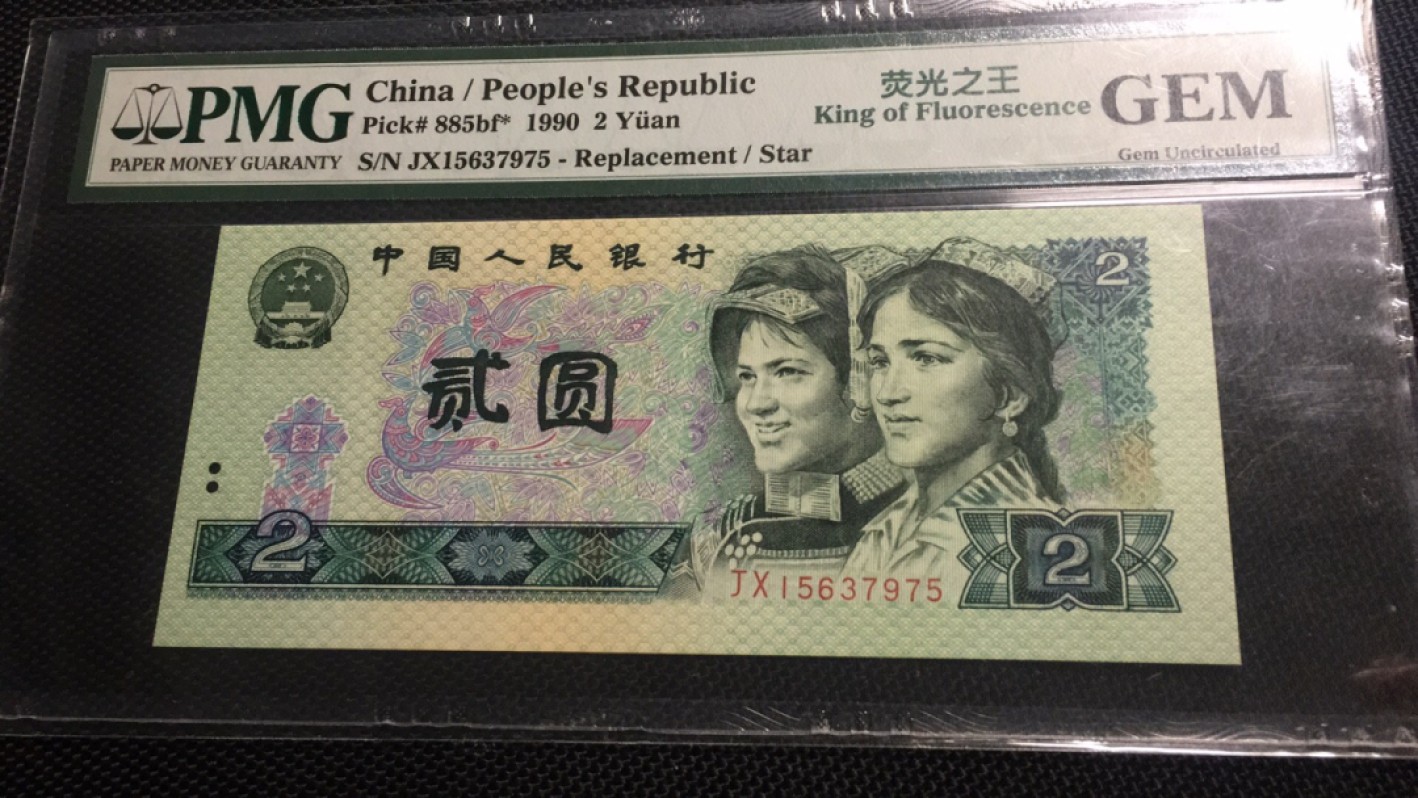 PMG
PAPER MONEY GUARANTY
China / People's Republic
Pick# 885bf* 1990 2 Yüan
S/N JX15637975 - Replacement / Star
荧光之王
King of Fluorescence
GEM
Gem Uncirculated
中国人民银行
2
贰圆
2
JX15637975
2